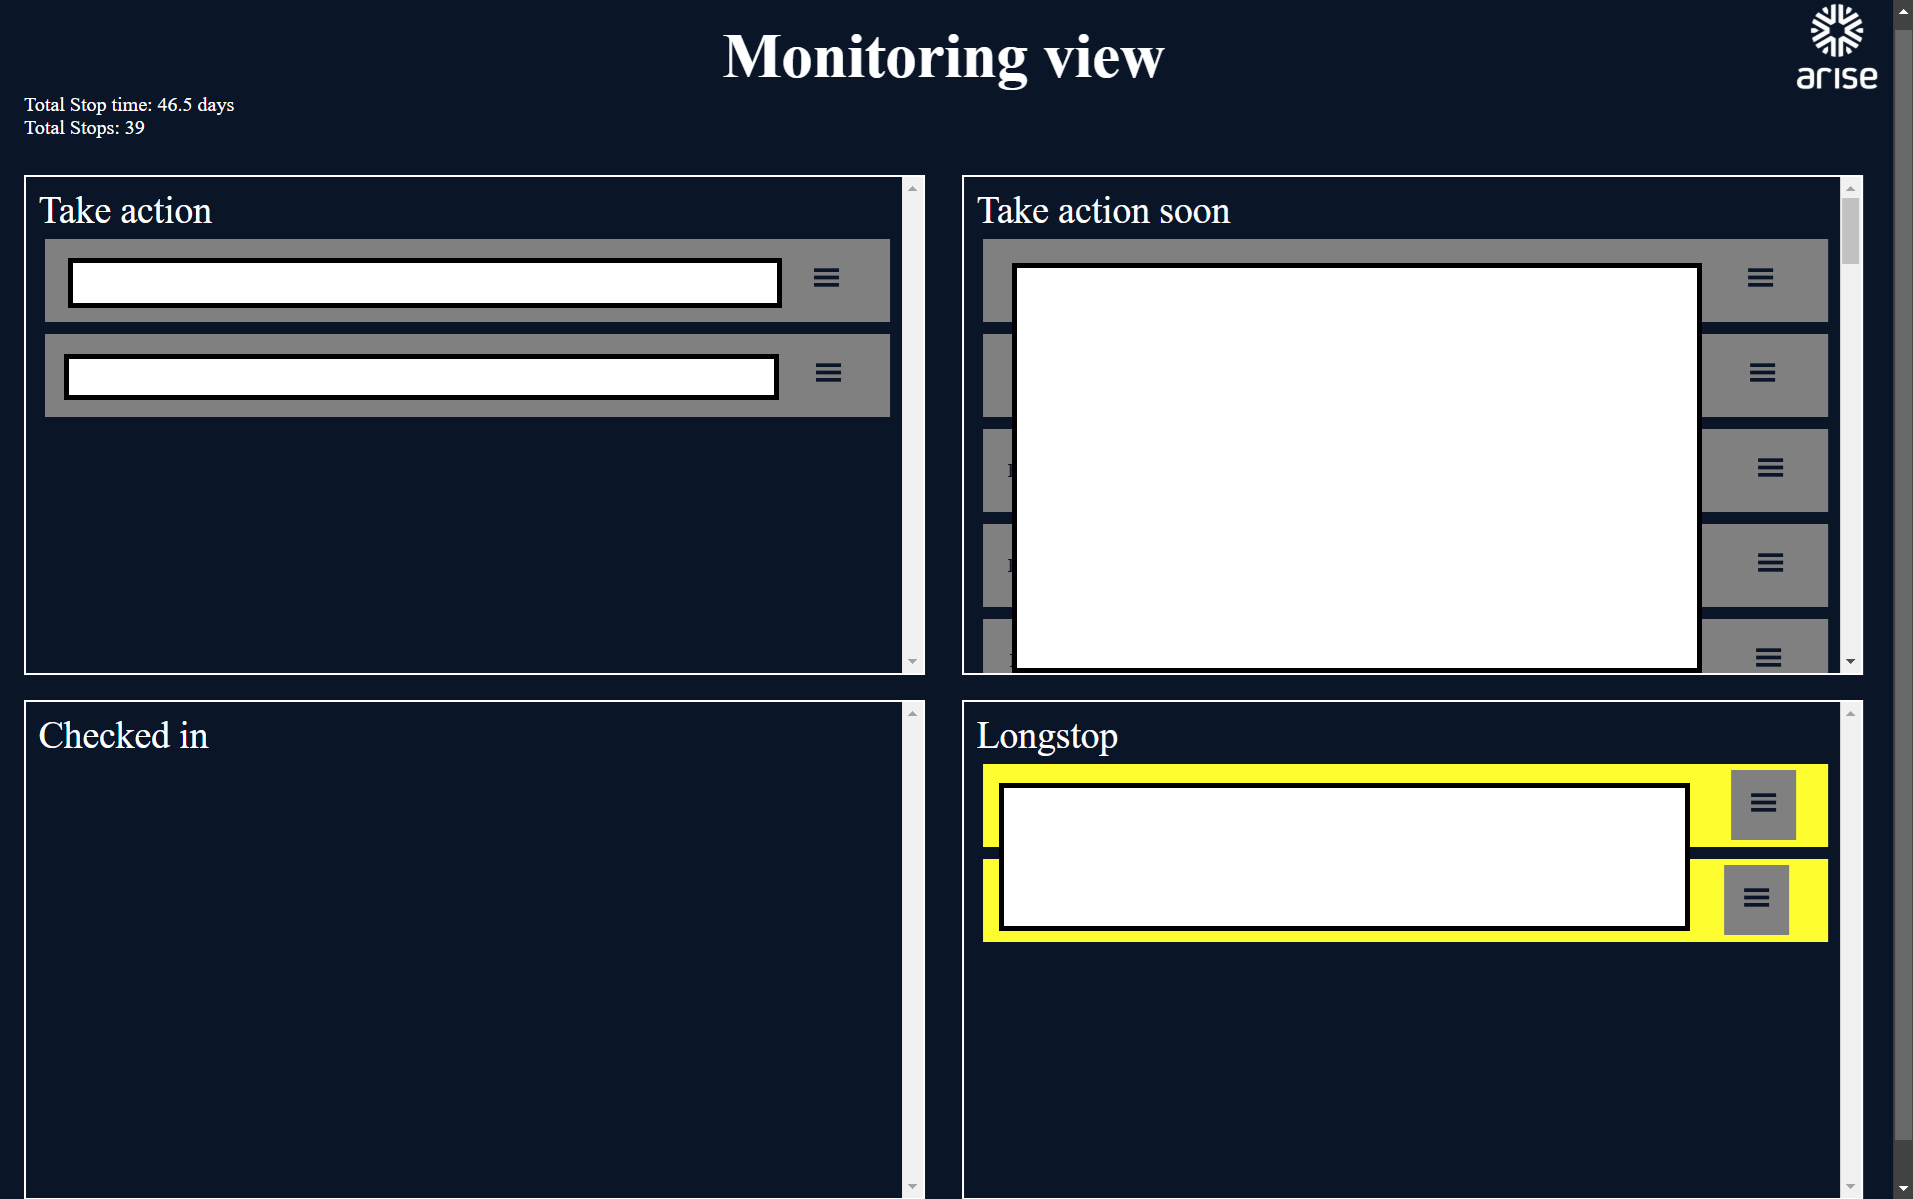 Monitoring view
arise
Total Stop time: 46.5 days
Total Stops: 39
Take action
Take action soon
Checked in
Longstop